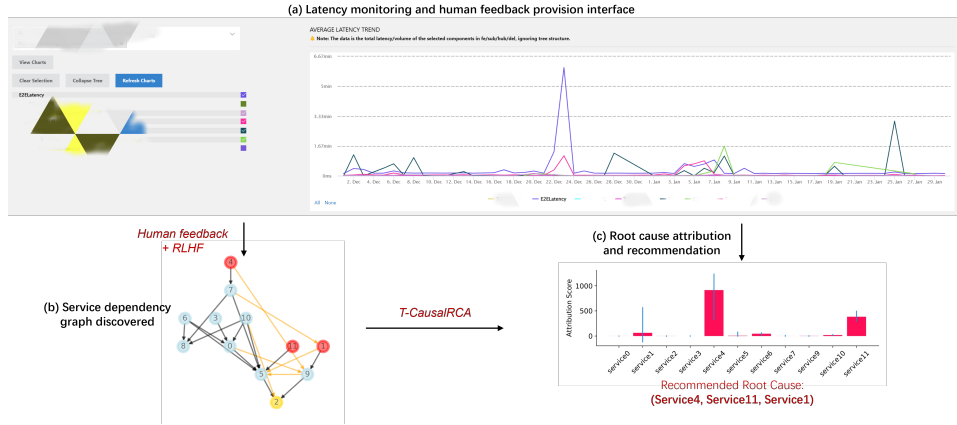 (a) Latency monitoring and human feedback provision interface
View Charts
Clear Selection Collapse Tree Refresh Charts
E2ELatency
AVERAGE LATENCY TREND
Note: The data is the total latency/volume of the selected components in fe/sub/hub/del, ignoring tree structure.
6.67min
5min
3.33min
1.67min
0ms
2. Dec 4. Dec 6. Dec 8. Dec 10. Dec 12. Dec 14. Dec 16. Dec 18. Dec 20. Dec 22. Dec 24. Dec 26. Dec 28. Dec 30. Dec 1. Jan 3. Jan 5. Jan 7. Jan 9. Jan 11. Jan 13. Jan 15. Jan 17. Jan 19. Jan 21. Jan 23. Jan 25. Jan 27. Jan 29. Jan
All None
E2ELatency
Human feedback
+ RLHF
(b) Service dependency
graph discovered
4
7
6 3 10
8 0 11 1
5 9
2
T-CausalRCA
(c) Root cause attribution
and recommendation
Attribution Score
1000
500
0
service0 service1 service2 service3 service4 service5 service6 service7 service9 service10 service11
Recommended Root Cause:
(Service4, Service11, Service1)